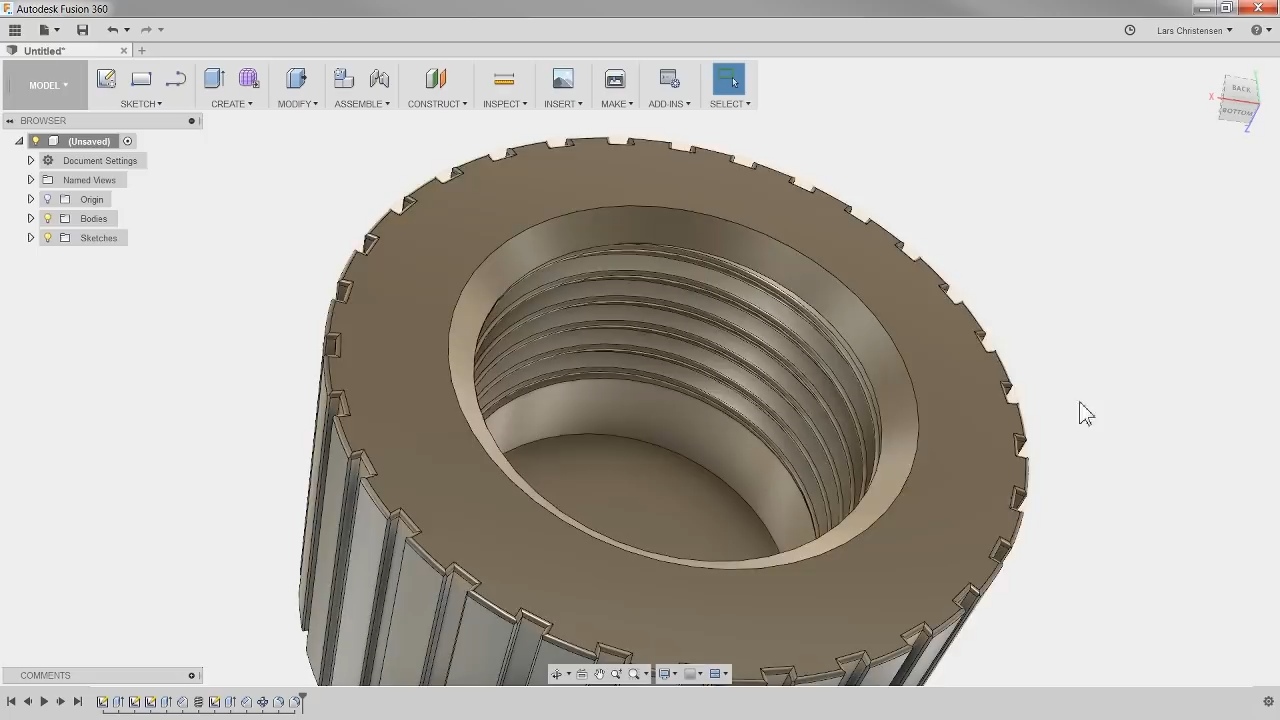 Autodesk Fusion 360
Lars Christensen
Untitled*
MODEL
SKETCH
CREATE
MODIFY
ASSEMBLE
CONSTRUCT
INSPECT
INSERT
MAKE
ADD-INS
SELECT
BACK
BOTTOM
X
Z
BROWSER
(Unsaved)
Document Settings
Named Views
Origin
Bodies
Sketches
COMMENTS